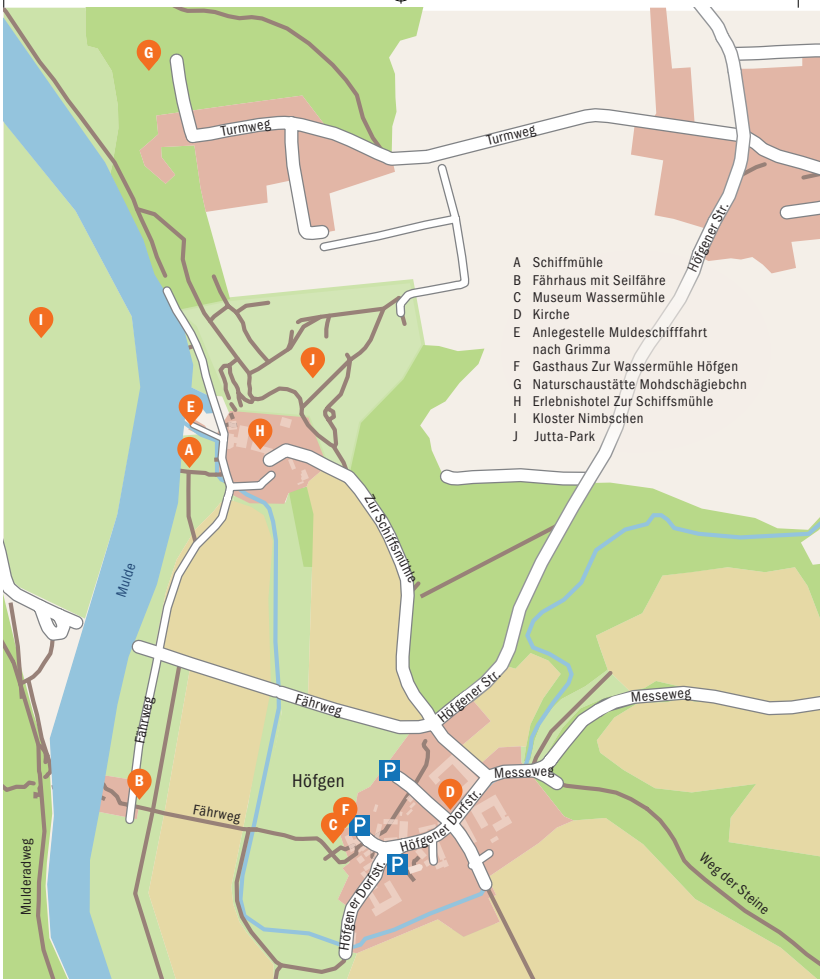 G
Turmweg
Turmweg
Höfgener Str.
A Schiffmühle
B Fährhaus mit Seilfähre
C Museum Wassermühle
D Kirche
E Anlegestelle Muldeschifffahrt
nach Grimma
F Gasthaus Zur Wassermühle Höfgen
G Naturschaustätte Mohdschägiebchn
H Erlebnishotel Zur Schiffsmühle
I Kloster Nimbschen
J Jutta-Park
I
J
E
H
A
Zur Schiffsmühle
Mulde
Fährweg
Fährweg
Höfgener Str.
Messeweg
Messeweg
P
Höfgen
B
D
F
C
P
Fährweg
Höfgener Dorfstr.
P
Höfgener Dorfstr.
Mulderadweg
Weg der Steine